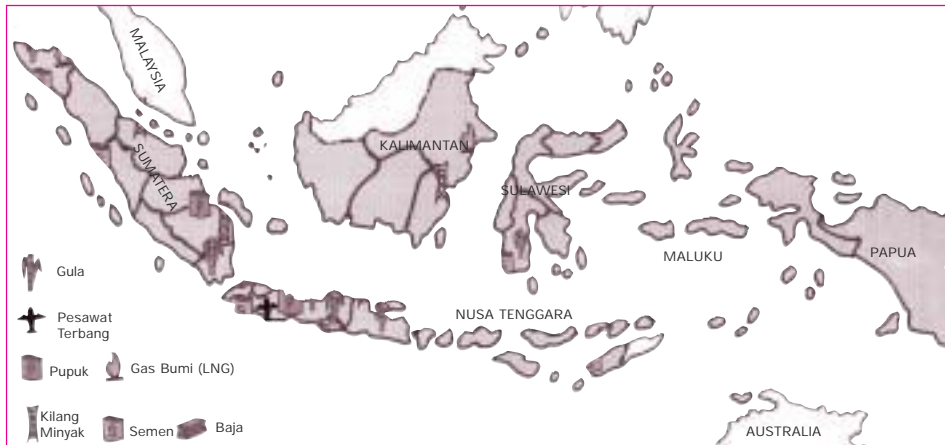 MALAYSIA
SUMATERA
KALIMANTAN
SULAWESI
MALUKU
PAPUA
NUSA TENGGARA
AUSTRALIA
Gula
Pesawat
Terbang
Pupuk
Gas Bumi (LNG)
Kilang
Minyak
Semen
Baja